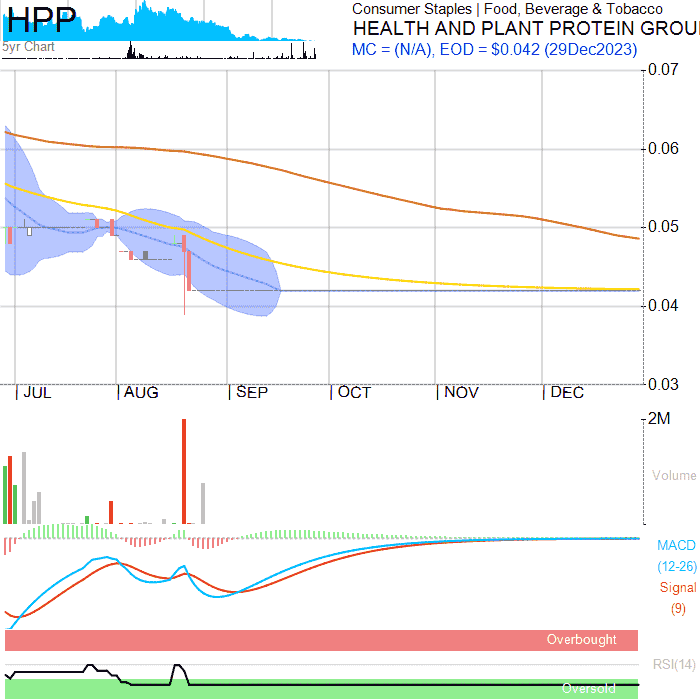 HPP
5yr Chart
Consumer Staples | Food, Beverage & Tobacco
HEALTH AND PLANT PROTEIN GROU
MC = (N/A), EOD = $0.042 (29Dec2023)
0.07
0.06
0.05
0.04
0.03
JUL AUG SEP OCT NOV DEC
2M
Volume
MACD
(12-26)
Signal
(9)
Overbought
RSI(14)
Oversold